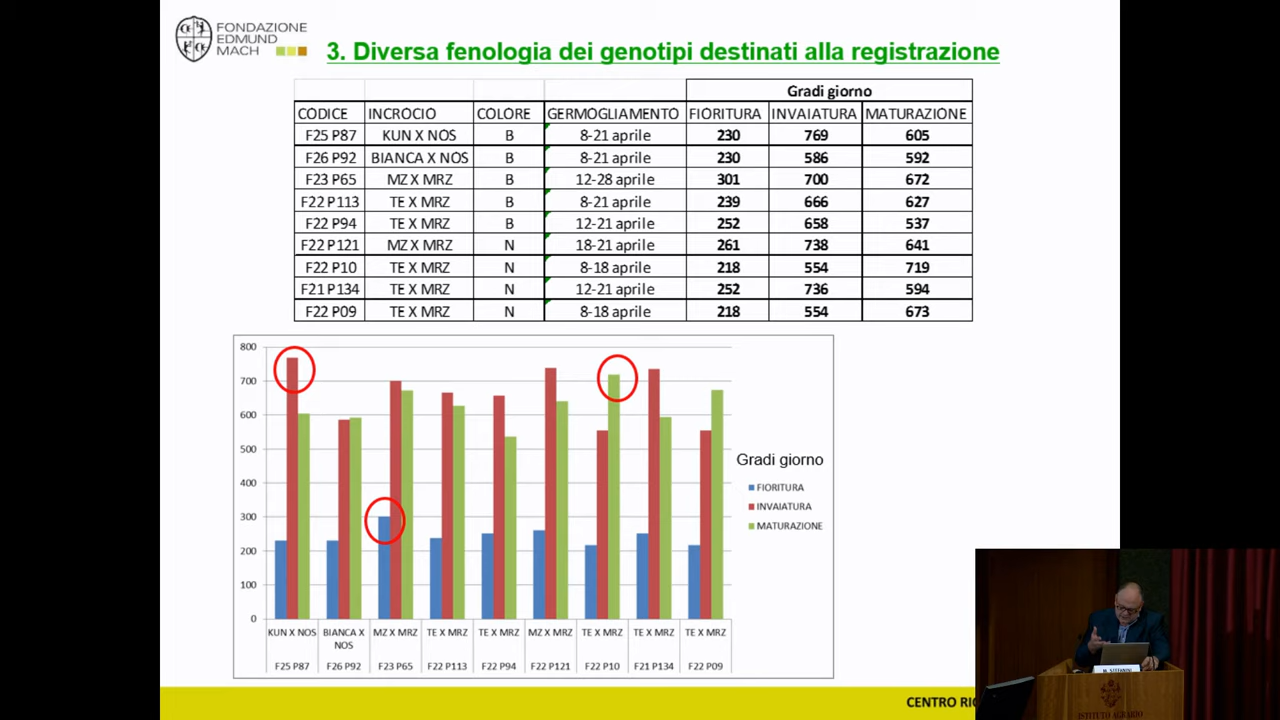 FONDAZIONE
EDMUND
MACH
3. Diversa fenologia dei genotipi destinati alla registrazione
Gradi giorno
CODICE INCROCIO COLORE GERMOGLIAMENTO FIORITURA INVAIATURA MATURAZIONE
F25 P87 KUN X NOS B 8-21 aprile 230 769 605
F26 P92 BIANCA X NOS B 8-21 aprile 230 586 592
F23 P65 MZ X MRZ B 12-28 aprile 301 700 672
F22 P113 TE X MRZ B 8-21 aprile 239 666 627
F22 P94 TE X MRZ B 12-21 aprile 252 658 537
F22 P121 MZ X MRZ N 18-21 aprile 261 738 641
F22 P10 TE X MRZ N 8-18 aprile 218 554 719
F21 P134 TE X MRZ N 12-21 aprile 252 736 594
F22 P09 TE X MRZ N 8-18 aprile 218 554 673
800
700
600
500
400
300
200
100
0
Gradi giorno
FIORITURA
INVAIATURA
MATURAZIONE
KUN X NOS BIANCA X NOS MZ X MRZ TE X MRZ TE X MRZ MZ X MRZ TE X MRZ TE X MRZ TE X MRZ
F25 P87 F26 P92 F23 P65 F22 P113 F22 P94 F22 P121 F22 P10 F21 P134 F22 P09
CENTRO RIC
M. STEFANINI
ISTITUTO AGRARIO